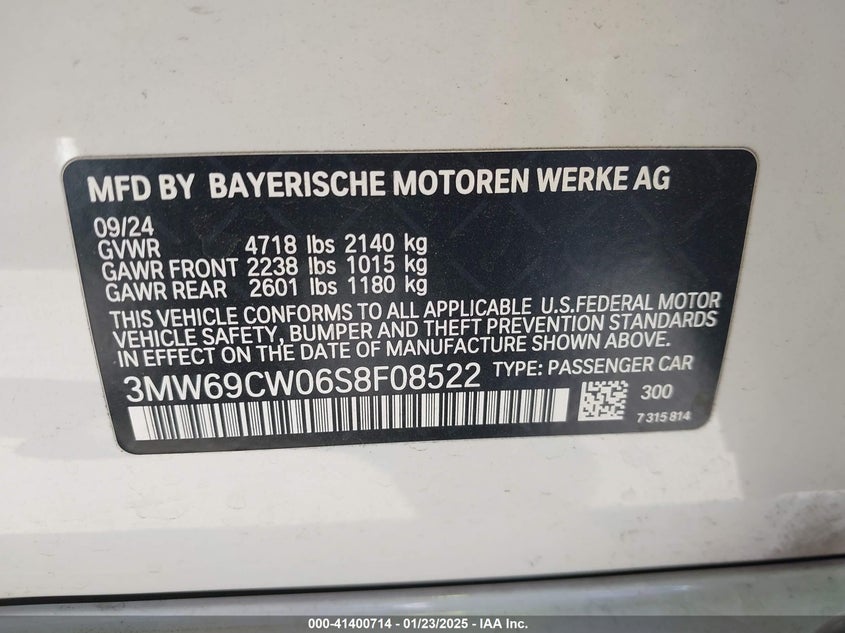 MFD BY BAYERISCHE MOTOREN WERKE AG
09/24
GVWR 4718 lbs 2140 kg
GAWR FRONT 2238 lbs 1015 kg
GAWR REAR 2601 lbs 1180 kg
THIS VEHICLE CONFORMS TO ALL APPLICABLE U.S.FEDERAL MOTOR
VEHICLE SAFETY, BUMPER AND THEFT PREVENTION STANDARDS
IN EFFECT ON THE DATE OF MANUFACTURE SHOWN ABOVE.
3MW69CW06S8F08522 TYPE: PASSENGER CAR
300
7 315 814
000-41400714 - 01/23/2025 - IAA Inc.